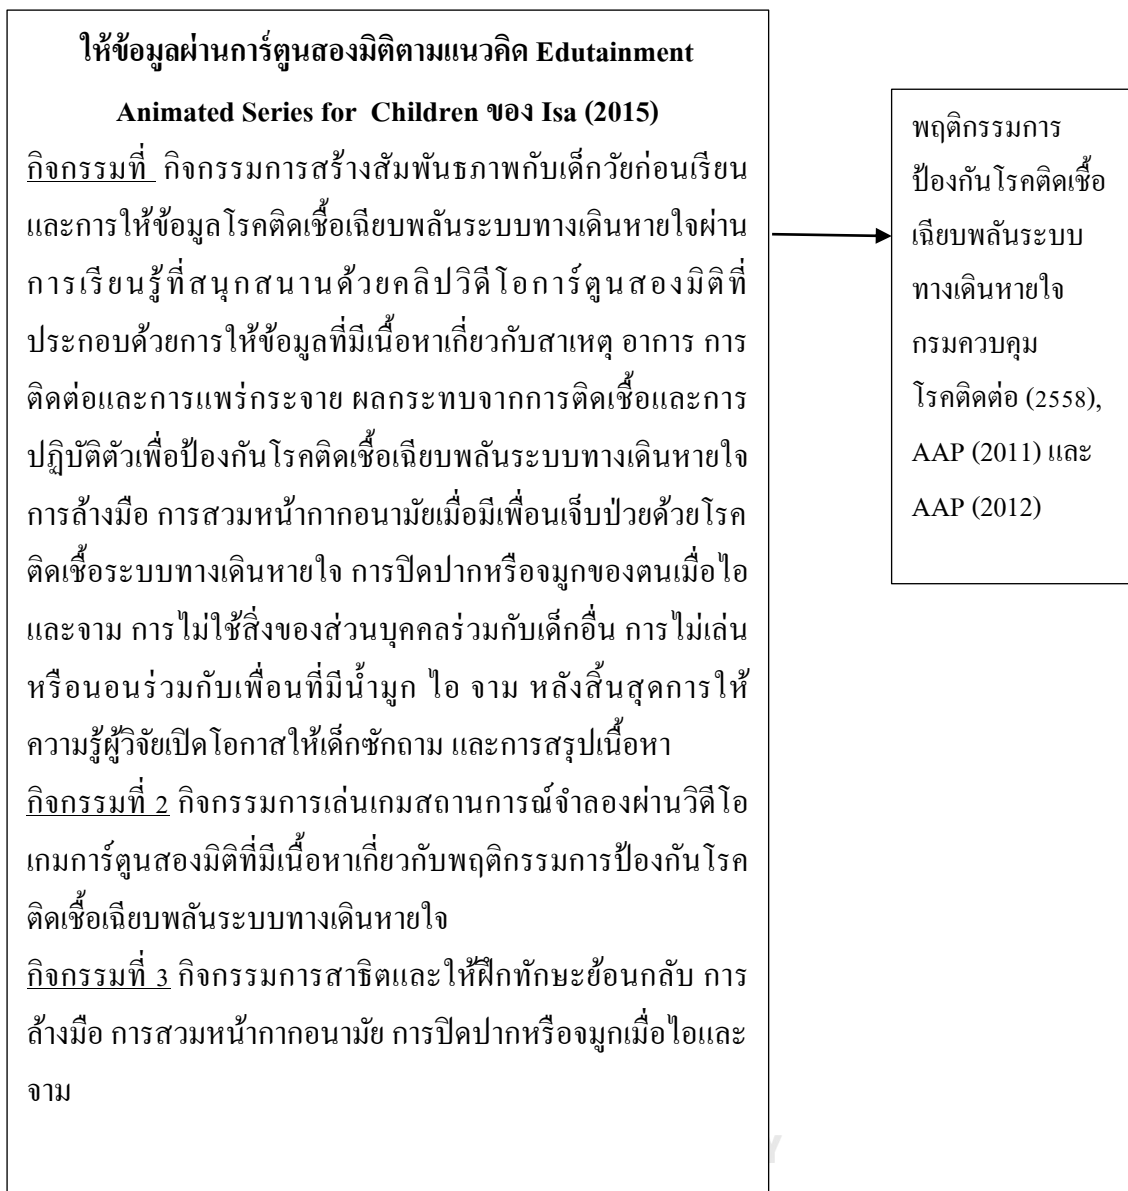 ให้ข้อมูลผ่านการ์ตูนสองมิติตามแนวคิด Edutainment
Animated Series for Children ของ Isa (2015)
กิจกรรมที่ กิจกรรมการสร้างสัมพันธภาพกับเด็กวัยก่อนเรียน
และการให้ข้อมูลโรคติดเชื้อเฉียบพลันระบบทางเดินหายใจผ่าน
การเรียนรู้ที่สนุกสนานด้วยคลิปวิดีโอการ์ตูนสองมิติที่
ประกอบด้วยการให้ข้อมูลที่มีเนื้อหาเกี่ยวกับสาเหตุ อาการ การ
ติดต่อและการแพร่กระจาย ผลกระทบจากการติดเชื้อและการ
ปฏิบัติตัวเพื่อป้องกันโรคติดเชื้อเฉียบพลันระบบทางเดินหายใจ
การล้างมือ การสวมหน้ากากอนามัยเมื่อมีเพื่อนเจ็บป่วยด้วยโรค
ติดเชื้อระบบทางเดินหายใจ การปิดปากหรือจมูกของตนเมื่อไอ
และจาม การไม่ใช้สิ่งของส่วนบุคคลร่วมกับเด็กอื่น การไม่เล่น
หรือนอนร่วมกับเพื่อนที่มีน้ำมูก ไอ จาม หลังสิ้นสุดการให้
ความรู้ผู้วิจัยเปิดโอกาสให้เด็กซักถาม และการสรุปเนื้อหา
กิจกรรมที่ 2 กิจกรรมการเล่นเกมสถานการณ์จำลองผ่านวิดีโอ
เกมการ์ตูนสองมิติที่มีเนื้อหาเกี่ยวกับพฤติกรรมการป้องกันโรค
ติดเชื้อเฉียบพลันระบบทางเดินหายใจ
กิจกรรมที่ 3 กิจกรรมการสาธิตและให้ฝึกทักษะย้อนกลับ การ
ล้างมือ การสวมหน้ากากอนามัย การปิดปากหรือจมูกเมื่อไอและ
จาม
พฤติกรรมการ
ป้องกันโรคติดเชื้อ
เฉียบพลันระบบ
ทางเดินหายใจ
กรมควบคุม
โรคติดต่อ (2558),
AAP (2011) และ
AAP (2012)
Y